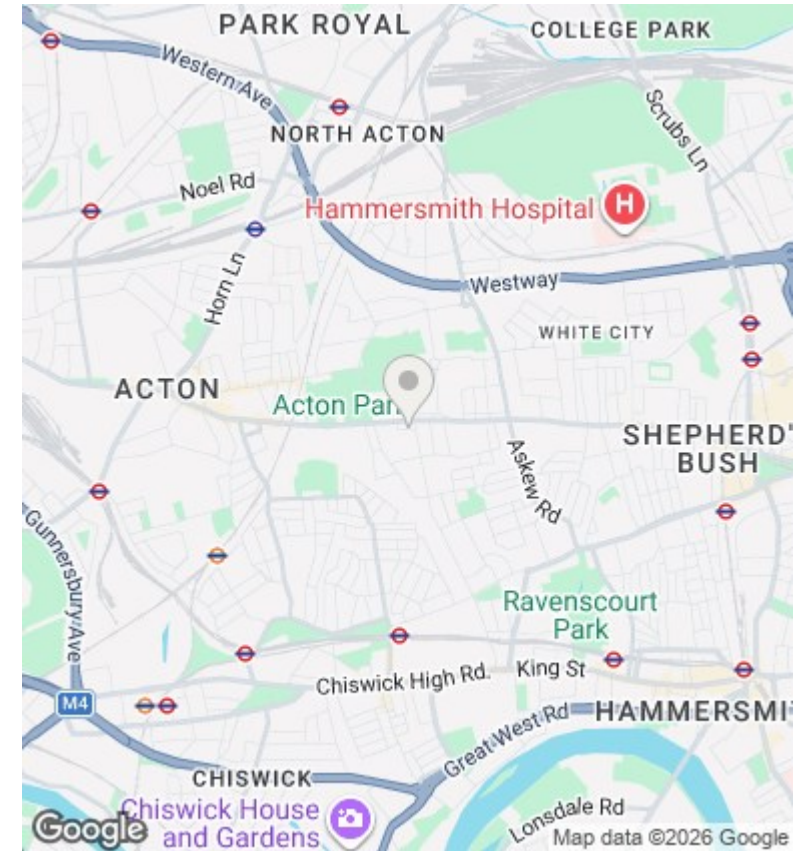 PARK ROYAL
COLLEGE PARK
Western Ave
Scrubs Ln
NORTH ACTON
Noel Rd
Hammersmith Hospital
H
Horn Ln
Westway
WHITE CITY
ACTON
Acton Par
SHEPHERD'
BUSH
Askew Rd
Gunnersbury Ave
Ravenscourt
Park
Chiswick High Rd.
King St
M4
Great West Rd
HAMMERSMI
CHISWICK
Chiswick House
and Gardens
Lonsdale Rd
Google
Map data ©2026 Google